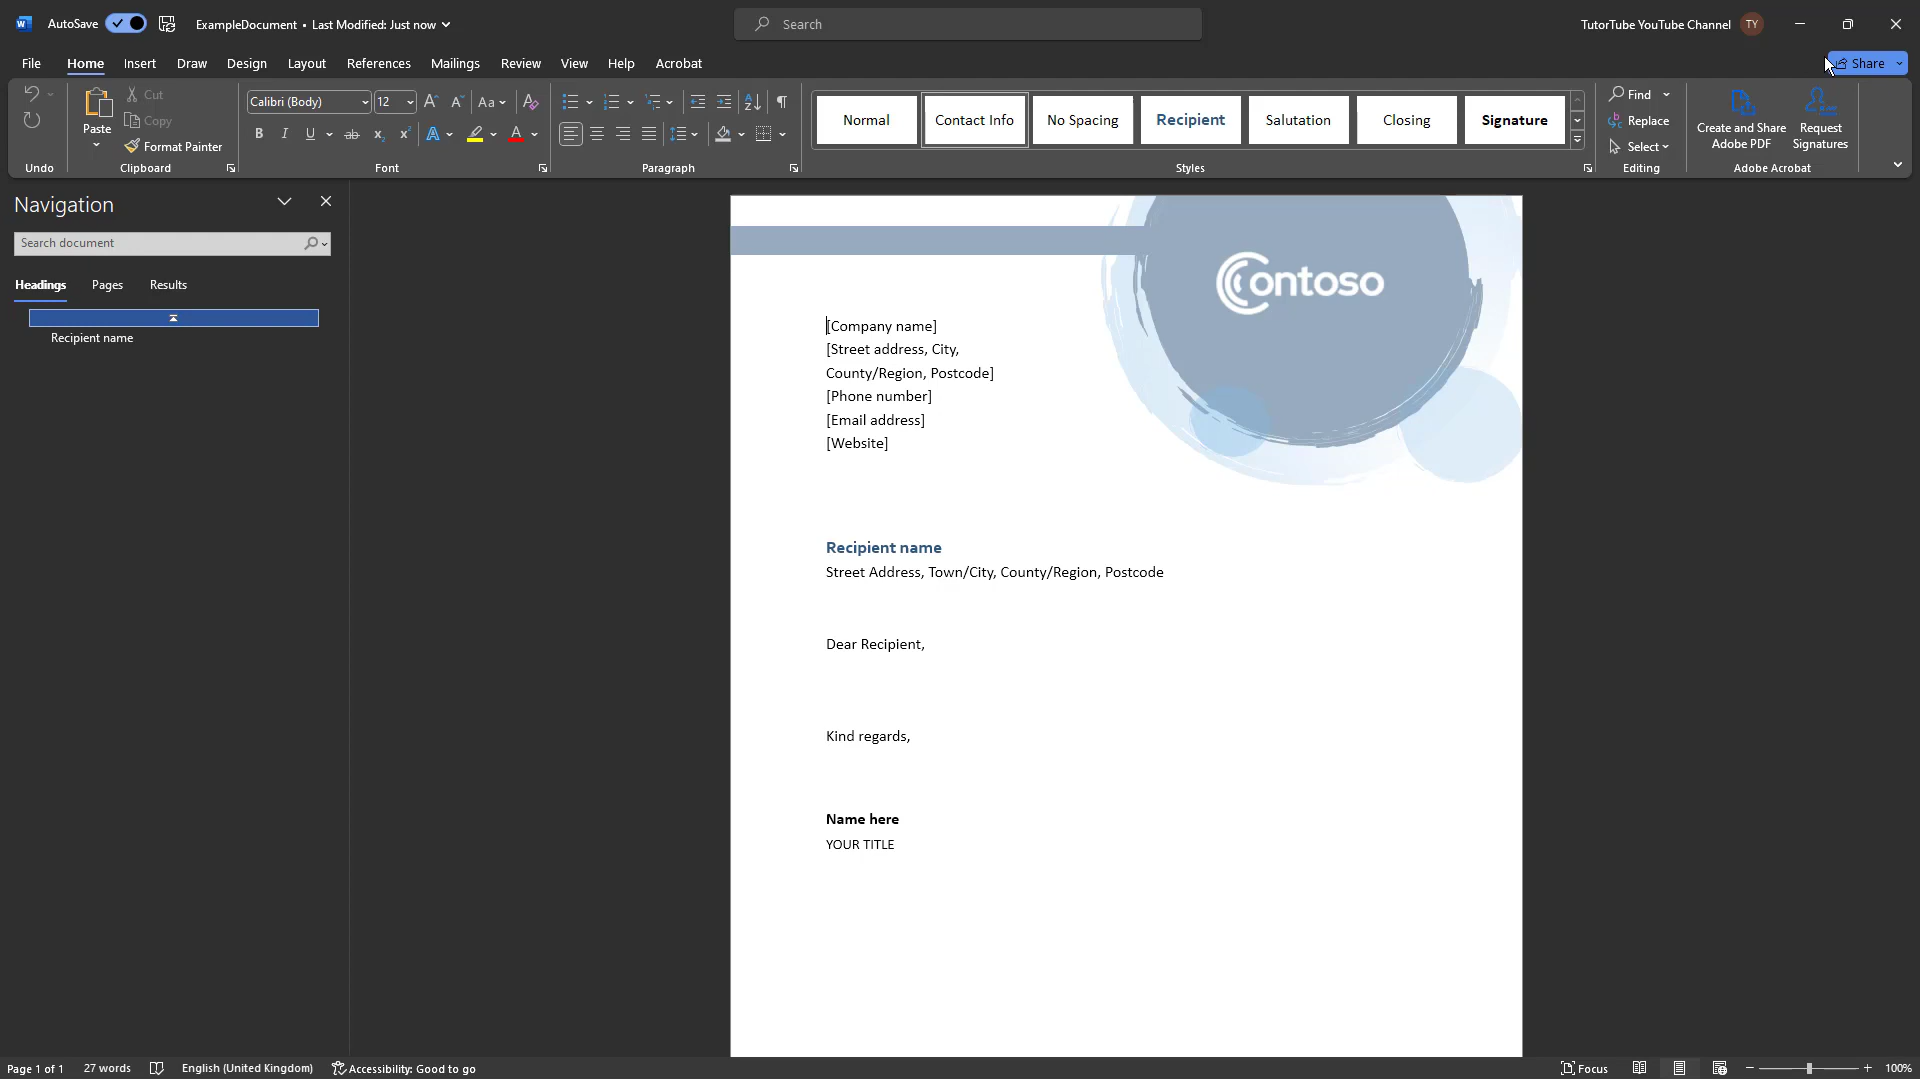 AutoSave
ExampleDocument • Last Modified: Just now
Search
TutorTube YouTube Channel TY
File Home Insert Draw Design Layout References Mailings Review View Help Acrobat Share
Calibri (Body) 12 Aa
Paste Cut
Copy
Format Painter
B I U ab x₂ x² A A
Normal Contact Info No Spacing Recipient Salutation Closing Signature
Find
Replace
Select
Create and Share Adobe PDF
Request Signatures
Undo Clipboard Font Paragraph Styles Editing Adobe Acrobat
Navigation
Search document
Headings Pages Results
Recipient name
Contoso
[Company name]
[Street address, City,
County/Region, Postcode]
[Phone number]
[Email address]
[Website]
Recipient name
Street Address, Town/City, County/Region, Postcode
Dear Recipient,
Kind regards,
Name here
YOUR TITLE
Page 1 of 1 27 words English (United Kingdom) Accessibility: Good to go Focus 100%